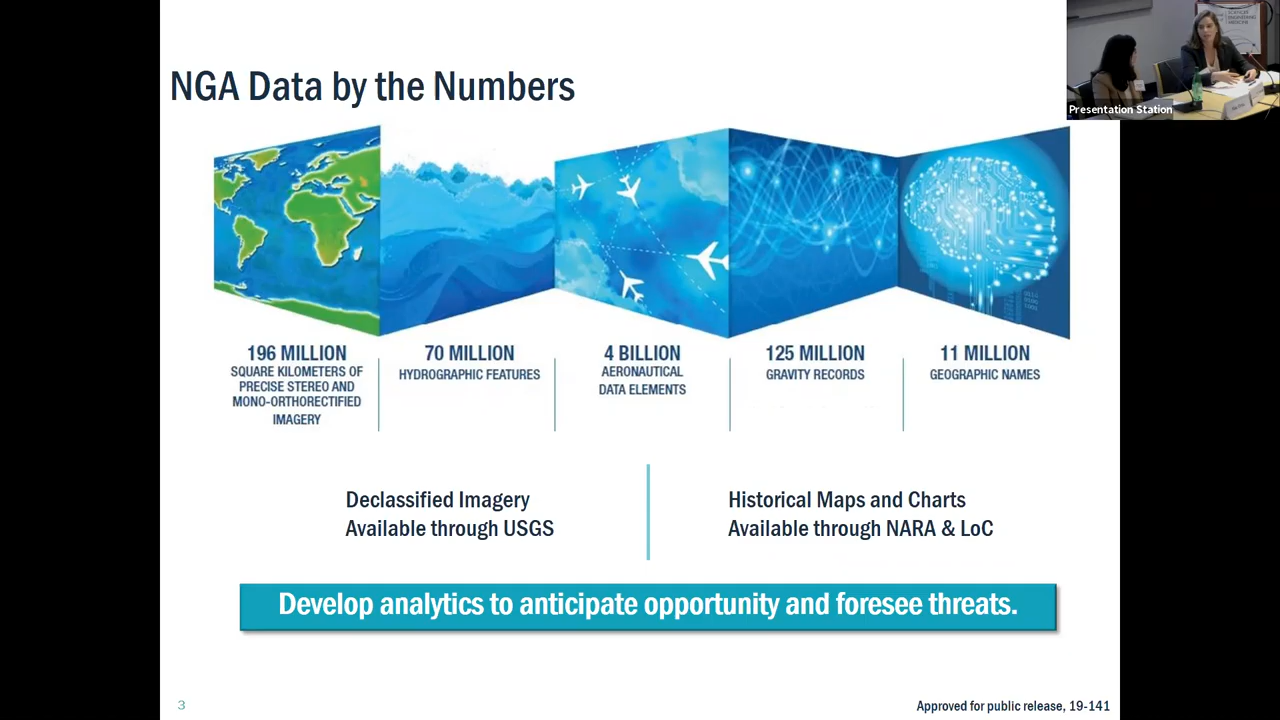 NGA Data by the Numbers
SCIENCES
ENGINEERING
MEDICINE
Presentation Station
196 MILLION
SQUARE KILOMETERS OF
PRECISE STEREO AND
MONO-ORTHORECTIFIED
IMAGERY
70 MILLION
HYDROGRAPHIC FEATURES
4 BILLION
AERONAUTICAL
DATA ELEMENTS
125 MILLION
GRAVITY RECORDS
11 MILLION
GEOGRAPHIC NAMES
Declassified Imagery
Available through USGS
Historical Maps and Charts
Available through NARA & LoC
Develop analytics to anticipate opportunity and foresee threats.
3
Approved for public release, 19-141